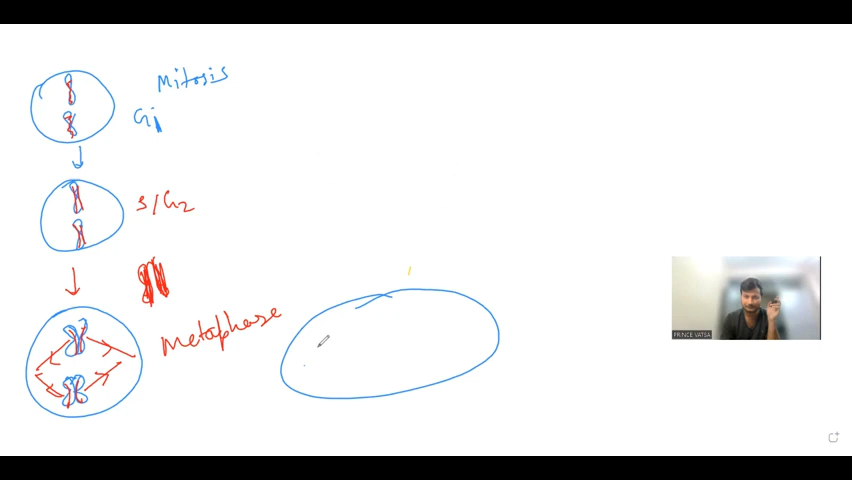 Mitosis
G1
S/G2
Metaphase
PRINCE VATSA